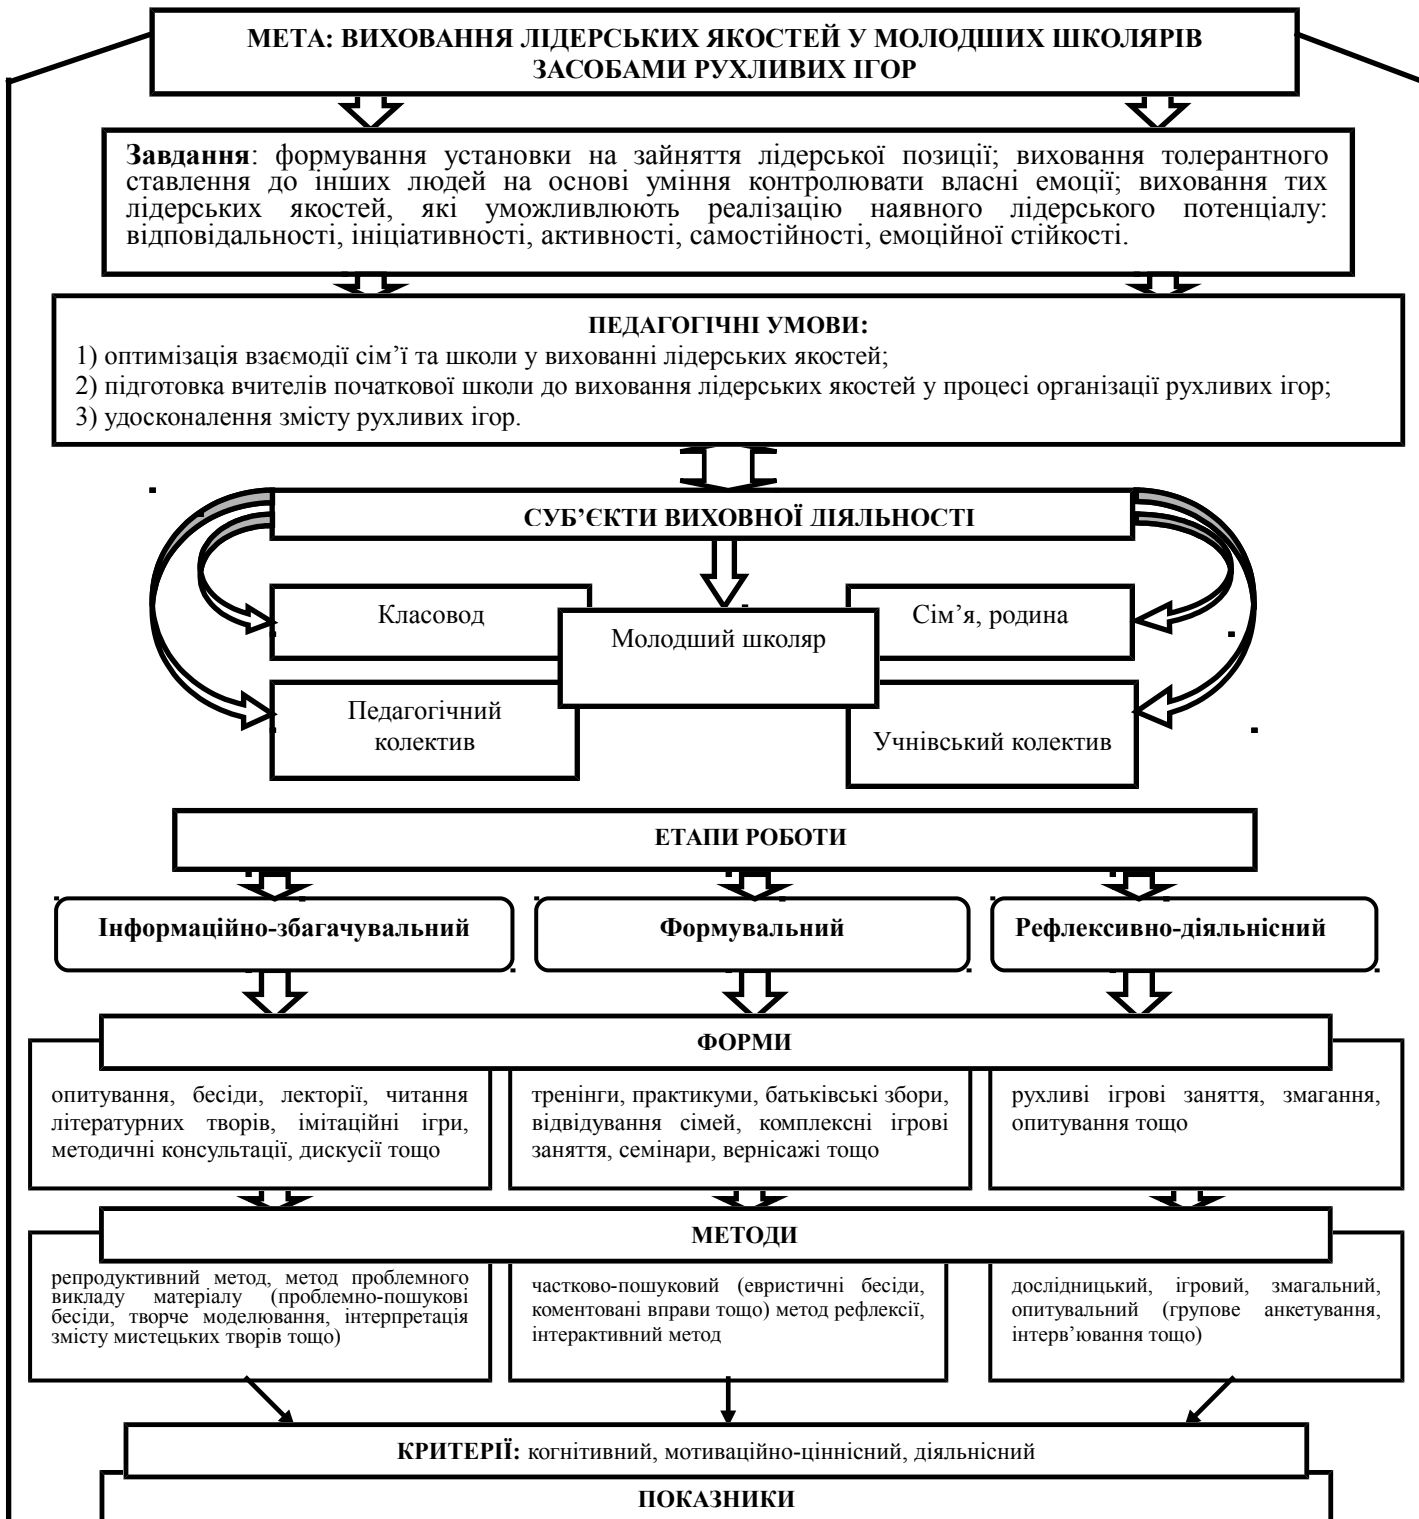 МЕТА: ВИХОВАННЯ ЛІДЕРСЬКИХ ЯКОСТЕЙ У МОЛОДШИХ ШКОЛЯРІВ
ЗАСОБАМИ РУХЛИВИХ ІГОР
Завдання: формування установки на зайняття лідерської позиції; виховання толерантного
ставлення до інших людей на основі уміння контролювати власні емоції; виховання тих
лідерських якостей, які уможливлюють реалізацію наявного лідерського потенціалу:
відповідальності, ініціативності, активності, самостійності, емоційної стійкості.
ПЕДАГОГІЧНІ УМОВИ:
1) оптимізація взаємодії сім’ї та школи у вихованні лідерських якостей;
2) підготовка вчителів початкової школи до виховання лідерських якостей у процесі організації рухливих ігор;
3) удосконалення змісту рухливих ігор.
СУБ’ЄКТИ ВИХОВНОЇ ДІЯЛЬНОСТІ
Класовод
Молодший школяр
Сім’я, родина
Педагогічний
колектив
Учнівський колектив
ЕТАПИ РОБОТИ
Інформаційно-збагачувальний
Формувальний
Рефлексивно-діяльнісний
ФОРМИ
опитування, бесіди, лекторії, читання
літературних творів, імітаційні ігри,
методичні консультації, дискусії тощо
тренінги, практикуми, батьківські збори,
відвідування сімей, комплексні ігрові
заняття, семінари, вернісажі тощо
рухливі ігрові заняття, змагання,
опитування тощо
МЕТОДИ
репродуктивний метод, метод проблемного
викладу матеріалу (проблемно-пошукові
бесіди, творче моделювання, інтерпретація
змісту мистецьких творів тощо)
частково-пошуковий (евристичні бесіди,
коментовані вправи тощо) метод рефлексії,
інтерактивний метод
дослідницький, ігровий, змагальний,
опитувальний (групове анкетування,
інтерв’ювання тощо)
КРИТЕРІЇ: когнітивний, мотиваційно-ціннісний, діяльнісний
ПОКАЗНИКИ